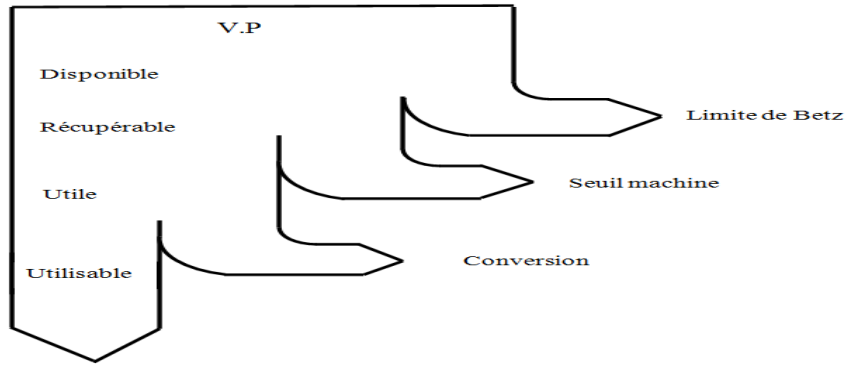 V.P
Disponible
Limite de Betz
Récupérable
Seuil machine
Utile
Conversion
Utilisable